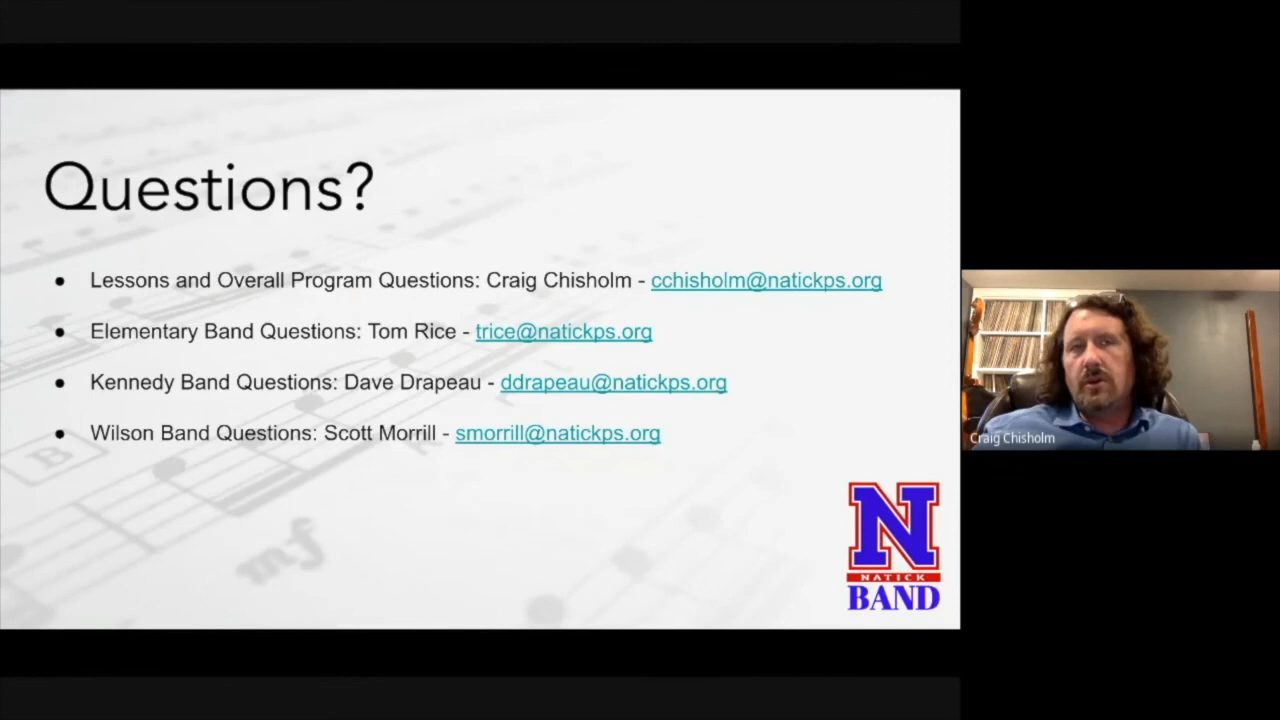 Questions?
● Lessons and Overall Program Questions: Craig Chisholm - cchisholm@natickps.org
● Elementary Band Questions: Tom Rice - trice@natickps.org
● Kennedy Band Questions: Dave Drapeau - ddrapeau@natickps.org
● Wilson Band Questions: Scott Morrill - smorrill@natickps.org
Craig Chisholm
B
mf
N
NATICK
BAND